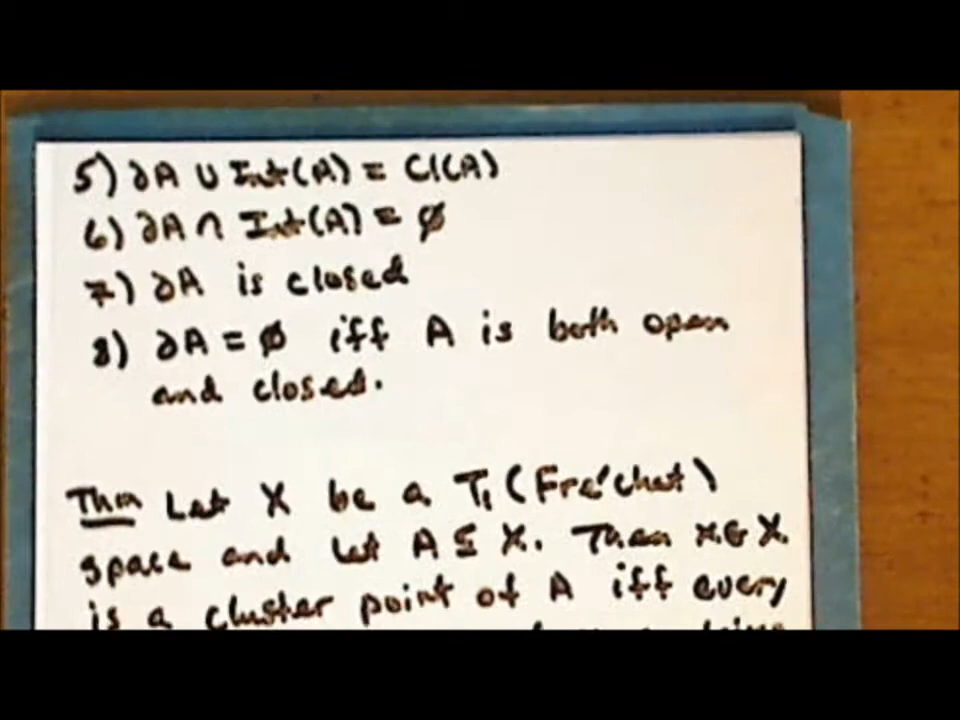 5) ∂A ∪ Int(A) = Cl(A)
6) ∂A ∩ Int(A) = ∅
7) ∂A is closed
8) ∂A = ∅ iff A is both open
and closed.
Thm Let X be a T₁ (Fre'chet)
space and let A ⊆ X. Then x ∈ X
is a cluster point of A iff every